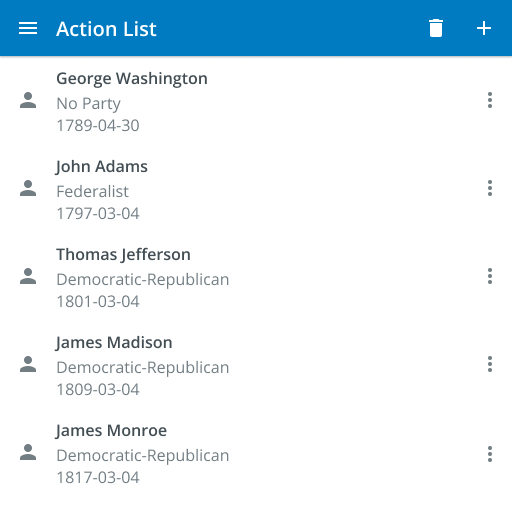 Action List
George Washington
No Party
1789-04-30
John Adams
Federalist
1797-03-04
Thomas Jefferson
Democratic-Republican
1801-03-04
James Madison
Democratic-Republican
1809-03-04
James Monroe
Democratic-Republican
1817-03-04